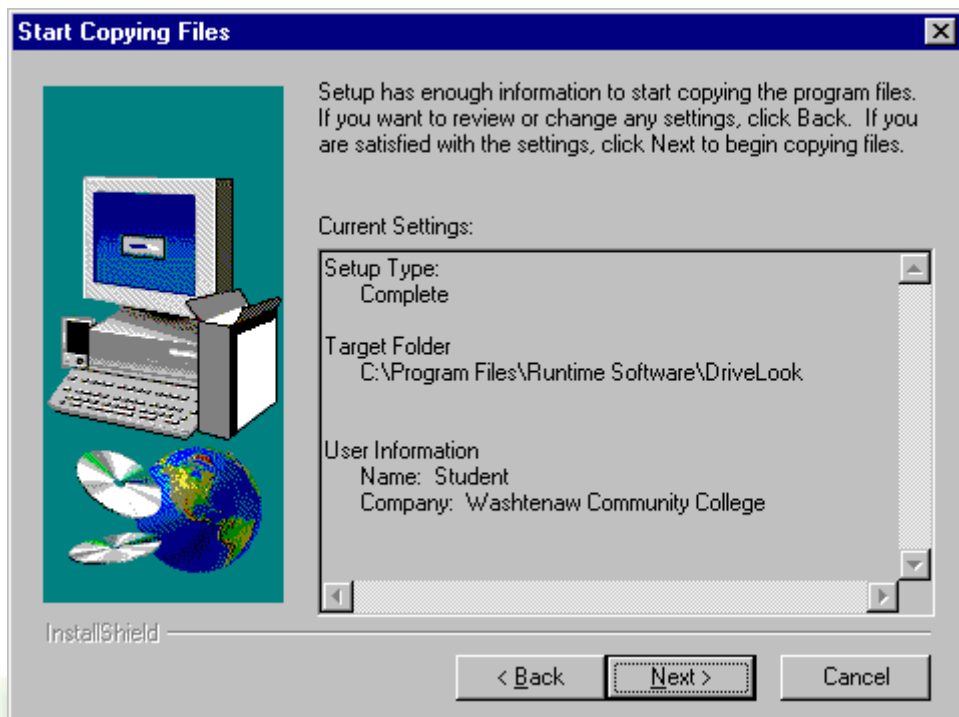 Start Copying Files
Setup has enough information to start copying the program files.
If you want to review or change any settings, click Back.  If you
are satisfied with the settings, click Next to begin copying files.
Current Settings:
Setup Type:
Complete
Target Folder
C:\Program Files\Runtime Software\DriveLook
User Information
Name:  Student
Company:  Washtenaw Community College
InstallShield
< Back
Next >
Cancel